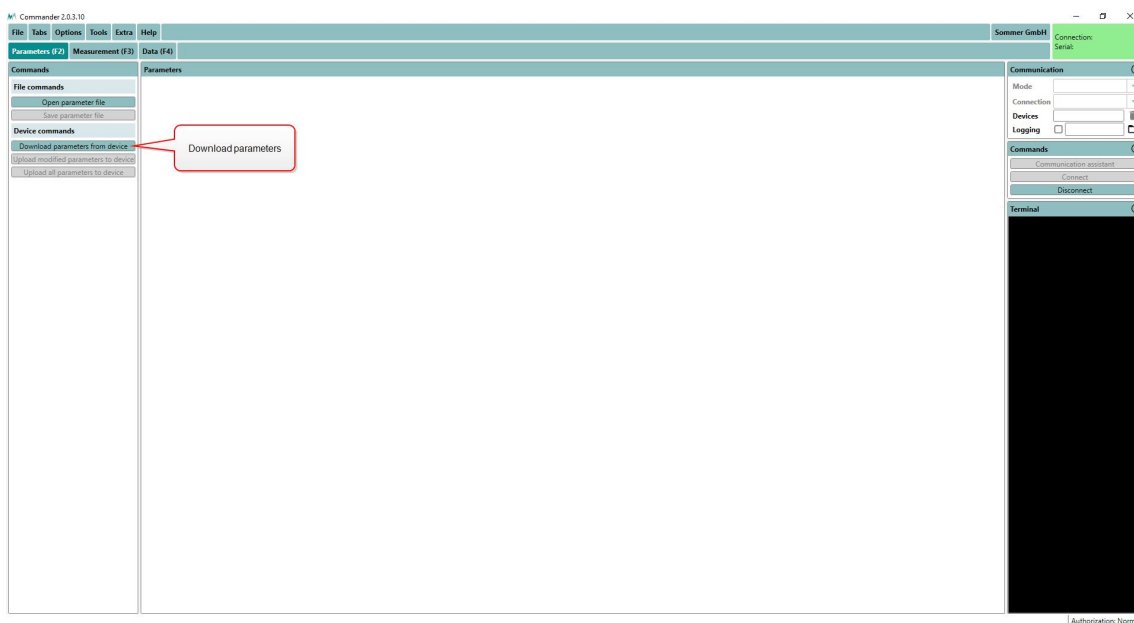 Commander 2.0.3.10
File Tabs Options Tools Extra Help
Sommer GmbH
Connection:
Serial:
Parameters (F2) Measurement (F3) Data (F4)
Commands
File commands
Open parameter file
Save parameter file
Device commands
Download parameters from device
Upload modified parameters to device
Upload all parameters to device
Parameters
Download parameters
Communication
Mode
Connection
Devices
Logging
Commands
Communication assistant
Connect
Disconnect
Terminal
Authorization: Norm